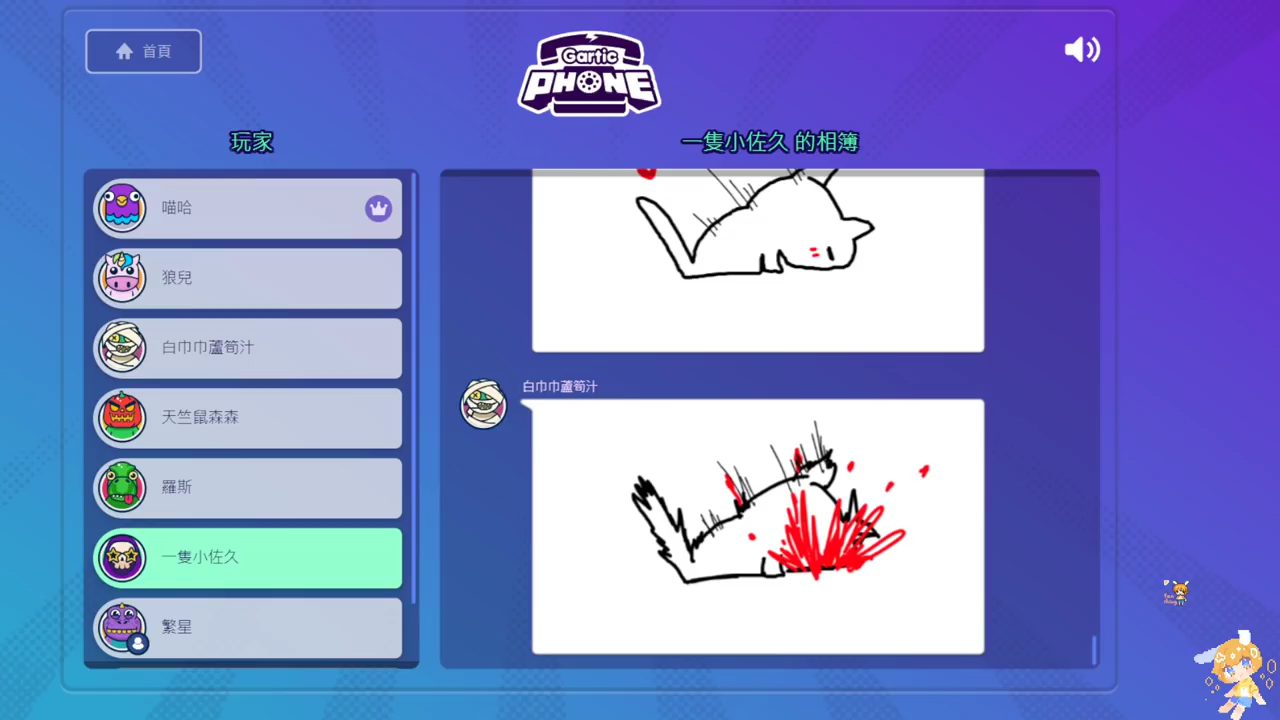 首頁
Gartic
PHONE
玩家
一隻小佐久 的相簿
喵哈
狼兒
白巾巾蘆筍汁
天竺鼠森森
羅斯
一隻小佐久
繁星
白巾巾蘆筍汁